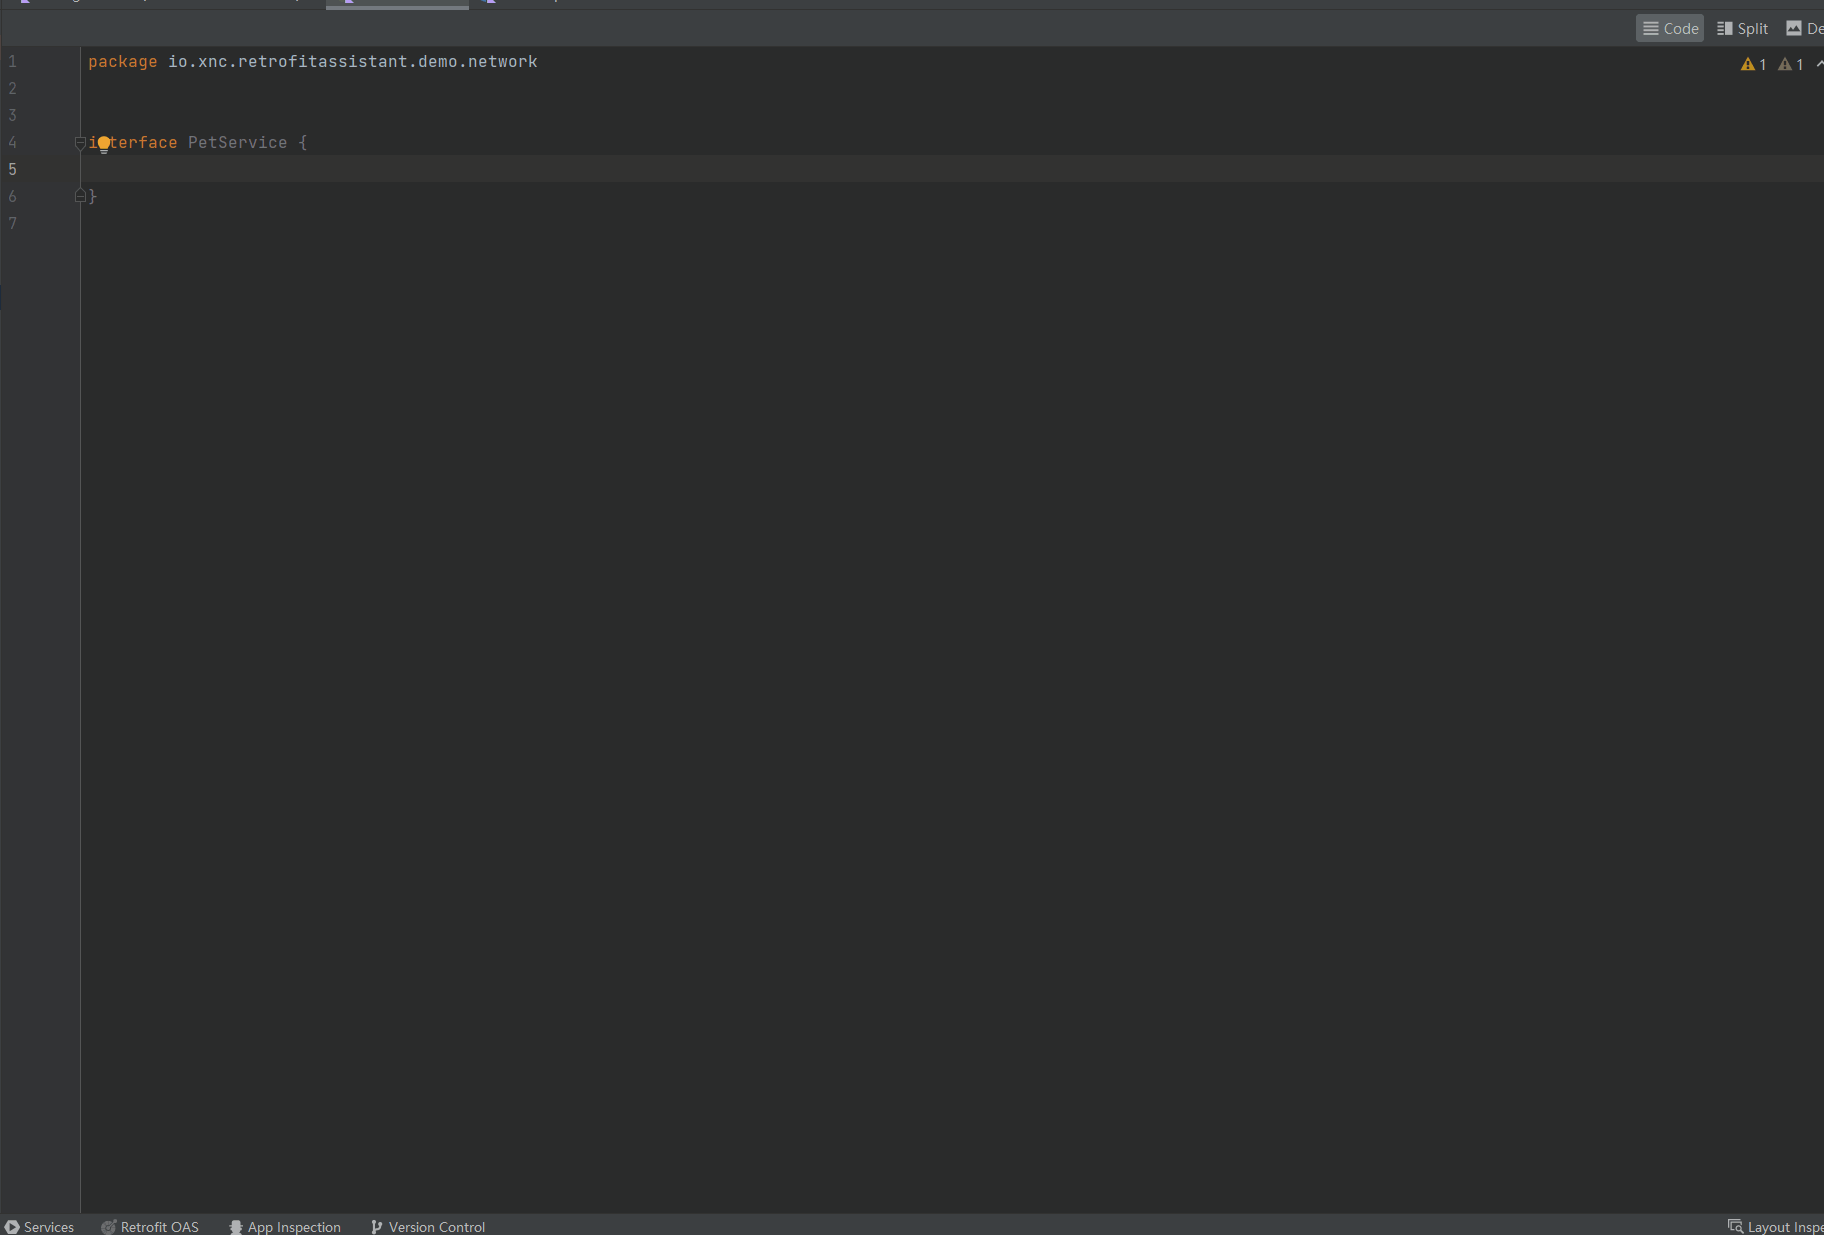 Code Split De
1 package io.xnc.retrofitassistant.demo.network
1 1
2
3
4 interface PetService {
5
6 }
7
Services Retrofit OAS App Inspection Version Control Layout Inspe